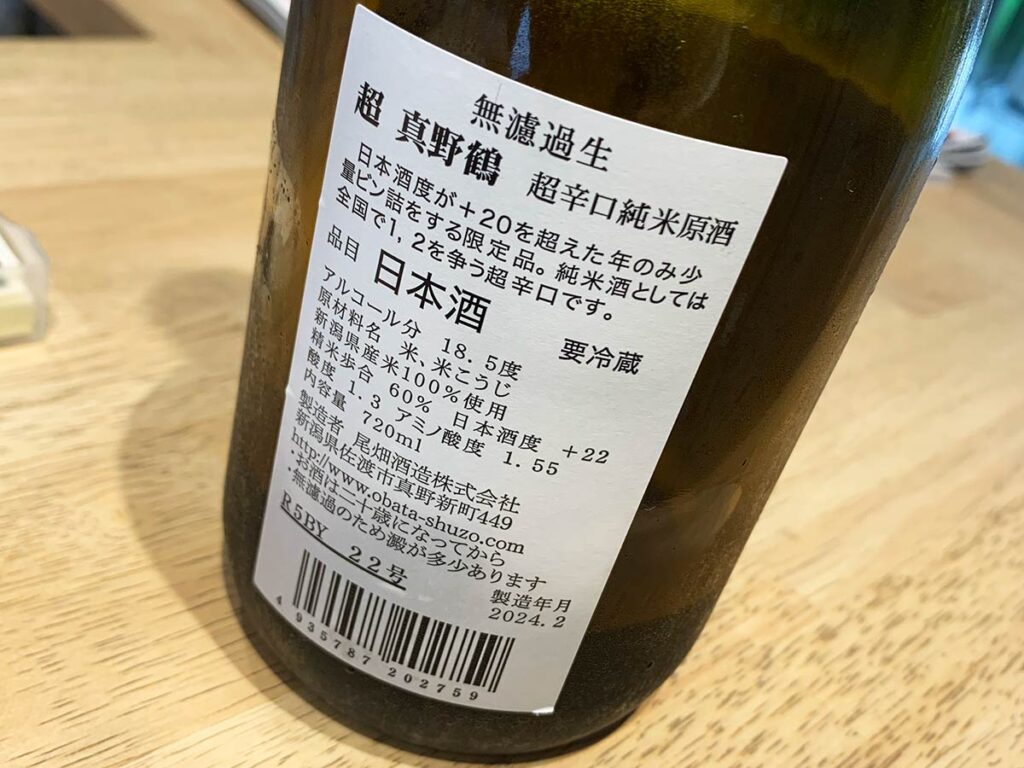 無濾過生
超 真野鶴 超辛口純米原酒
日本酒度が＋20を超えた年のみ少
量ビン詰をする限定品。純米酒としては
全国で1，2を争う超辛口です。
品目 日本酒 要冷蔵
アルコール分 18．5度
原材料名 米、米こうじ
新潟県産米100％使用
精米歩合 60％ 日本酒度 ＋22
酸度 1．3 アミノ酸度 1．55
内容量 720ml
製造者 尾畑酒造株式会社
新潟県佐渡市真野新町449
http://www.obata-shuzo.com
・お酒は二十歳になってから
・無濾過のため澱が多少あります
R5BY 22号
製造年月
2024. 2
4 935787 202759